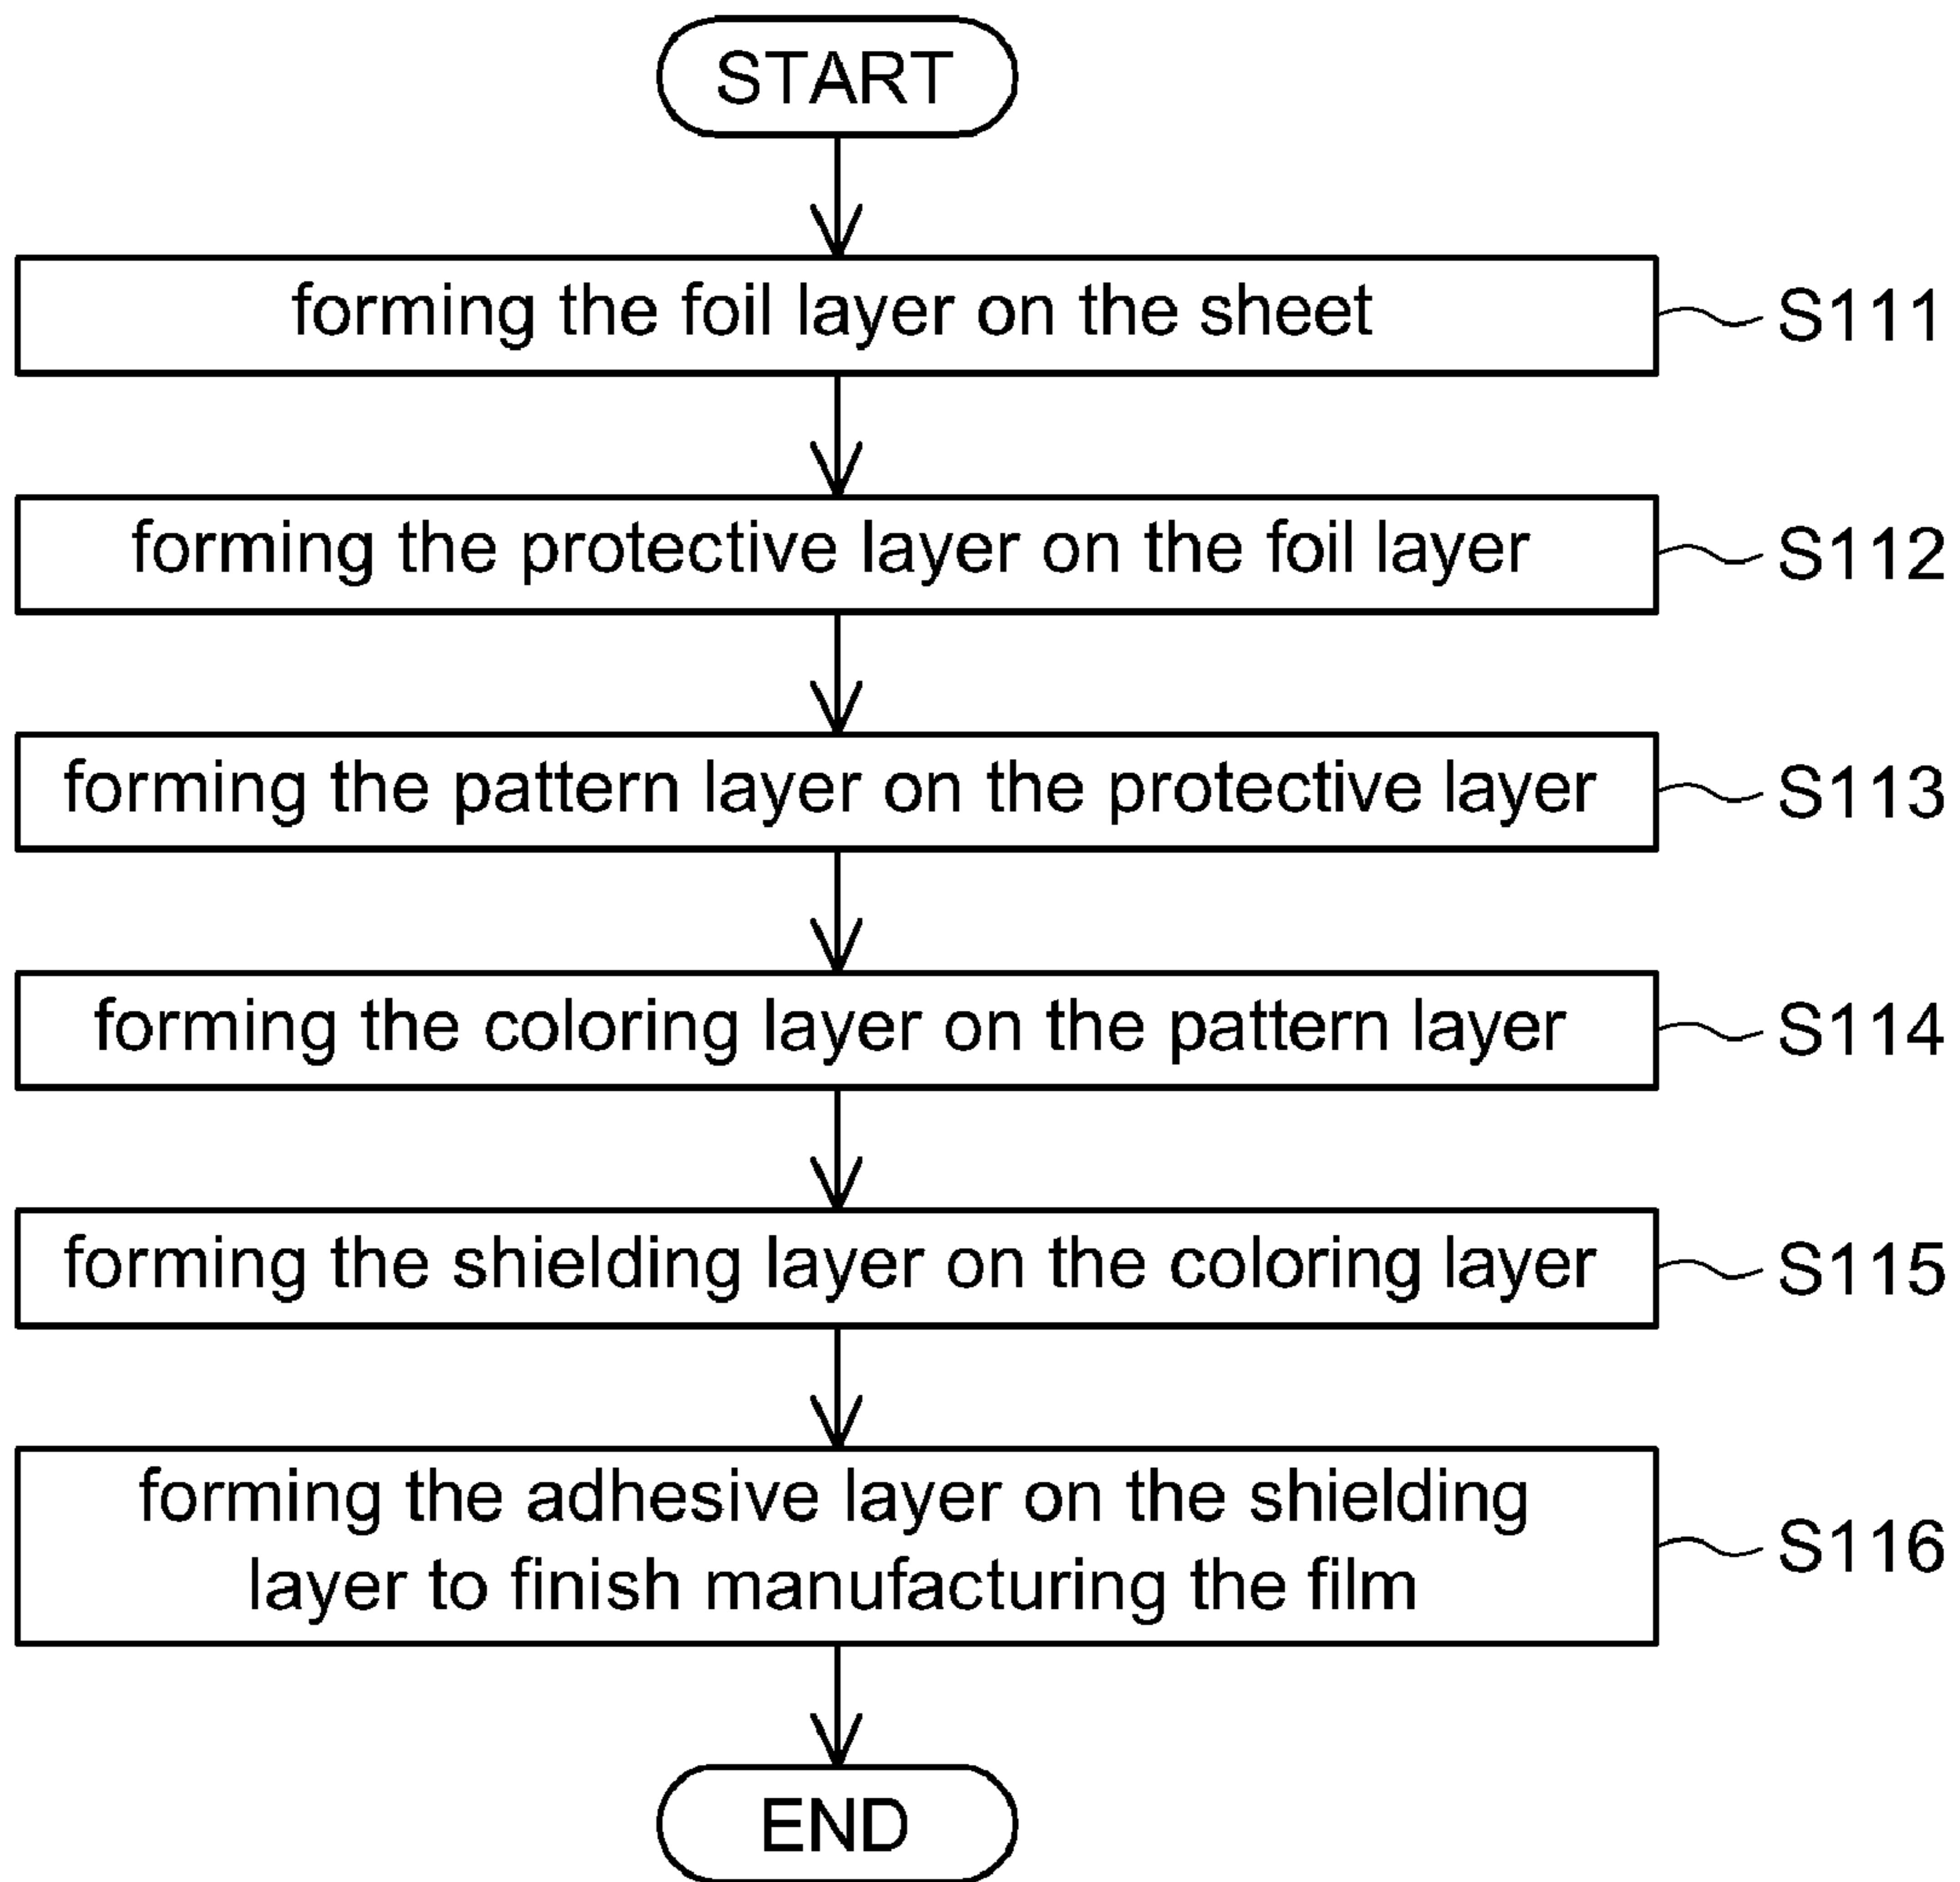 START
forming the foil layer on the sheet
S111
forming the protective layer on the foil layer
S112
forming the pattern layer on the protective layer
S113
forming the coloring layer on the pattern layer
S114
forming the shielding layer on the coloring layer
S115
forming the adhesive layer on the shielding
layer to finish manufacturing the film
S116
END